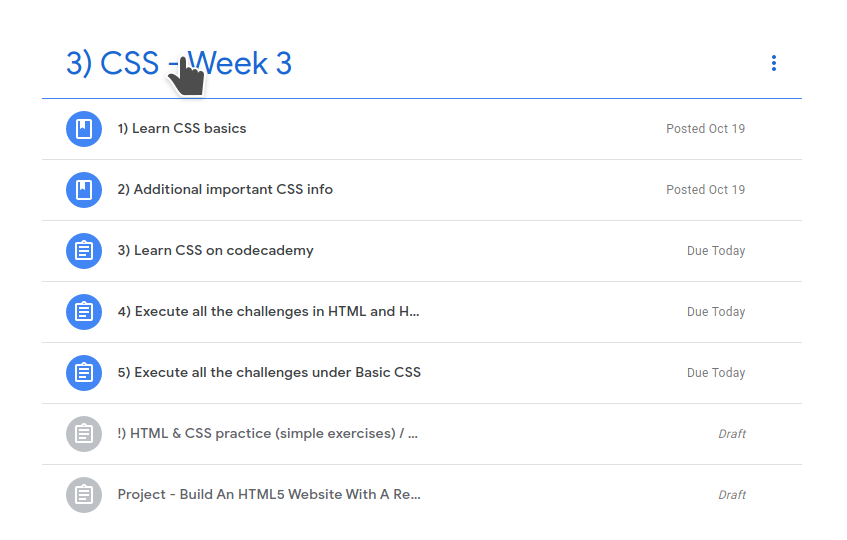 3) CSS - Week 3
1) Learn CSS basics Posted Oct 19
2) Additional important CSS info Posted Oct 19
3) Learn CSS on codecademy Due Today
4) Execute all the challenges in HTML and H... Due Today
5) Execute all the challenges under Basic CSS Due Today
!) HTML & CSS practice (simple exercises) / ... Draft
Project - Build An HTML5 Website With A Re... Draft